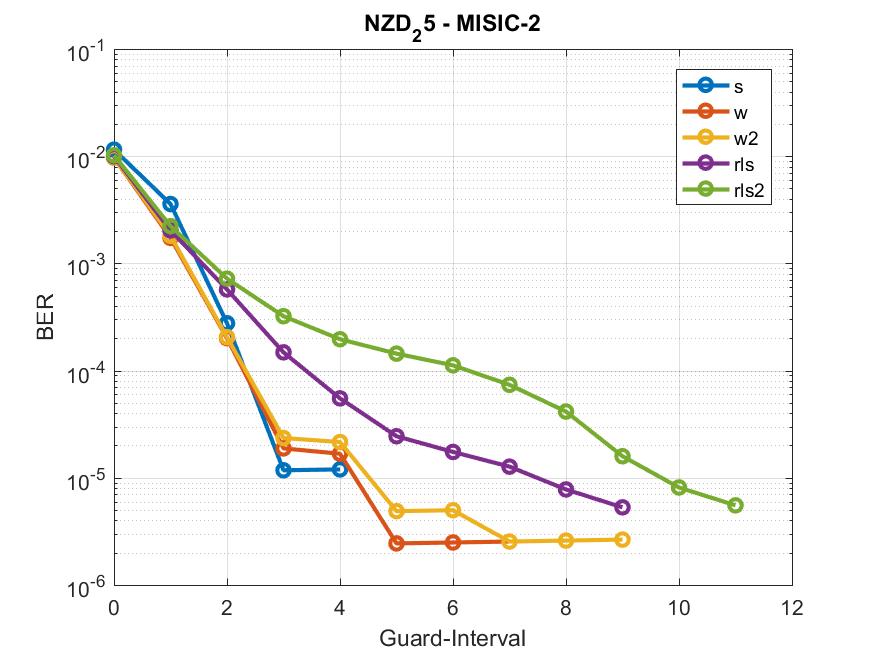 NZD₂5 - MISIC-2
10⁻¹
10⁻²
10⁻³
10⁻⁴
10⁻⁵
10⁻⁶
BER
s
w
w2
rls
rls2
0 2 4 6 8 10 12
Guard-Interval